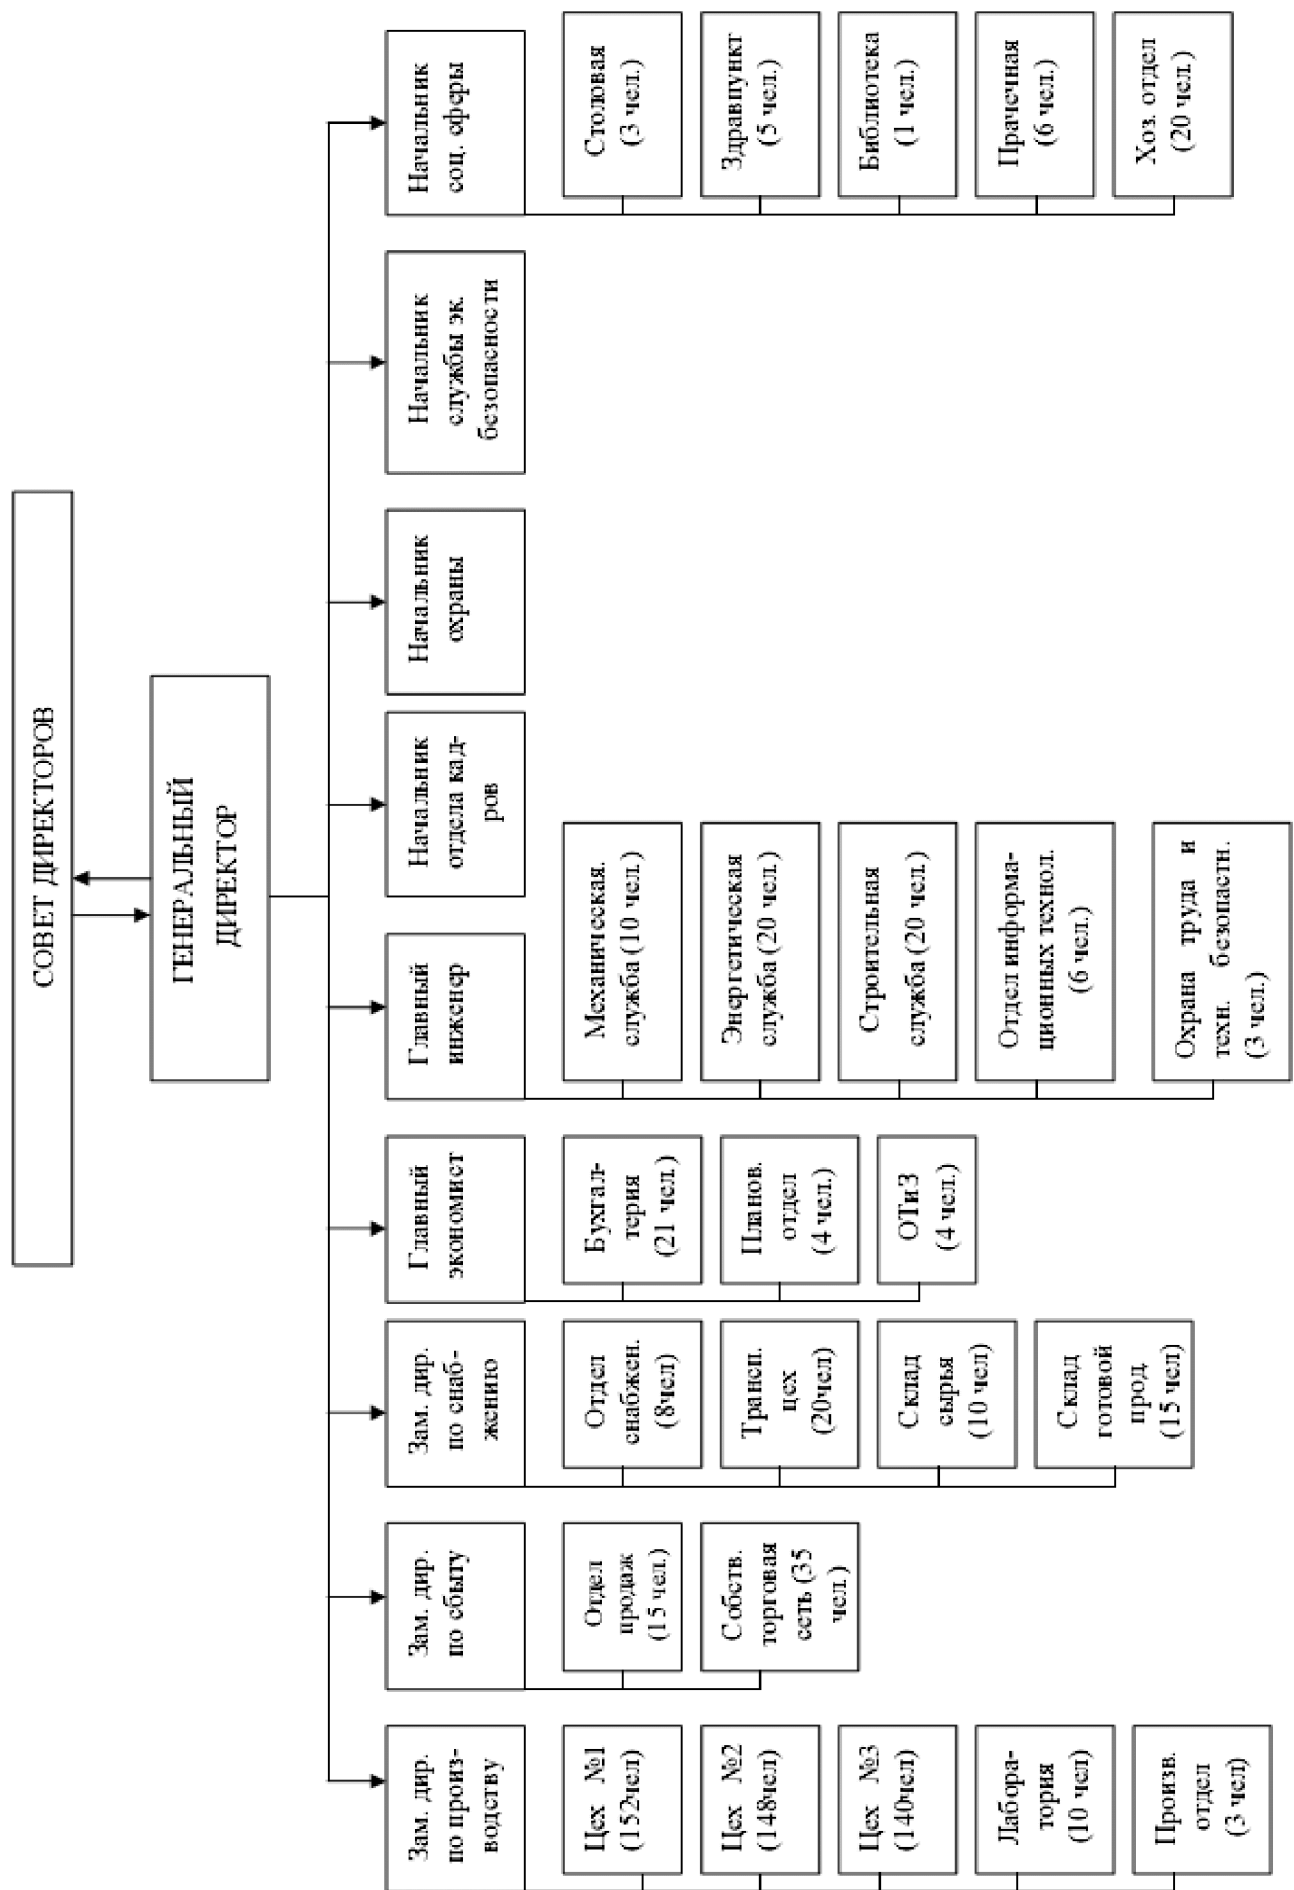 СОВЕТ ДИРЕКТОРОВ
ГЕНЕРАЛЬНЫЙ
ДИРЕКТОР
Зам. дир.
по произ-
водству
Зам. дир.
по сбыту
Зам. дир.
по снаб-
жению
Главный
экономист
Главный
инженер
Начальник
отдела кад-
ров
Начальник
охраны
Начальник
службы эк.
безопасности
Начальник
соц. сферы
Цех №1
(152чел)
Цех №2
(148чел)
Цех №3
(140чел)
Лабора-
тория
(10 чел)
Произв.
отдел
(3 чел)
Отдел
продаж
(15 чел.)
Собств.
торговая
сеть (35
чел.)
Отдел
снабжен.
(8чел)
Трансп.
цех
(20чел)
Склад
сырья
(10 чел)
Склад
готовой
прод.
(15 чел)
Бухгал-
терия
(21 чел.)
Планов.
отдел
(4 чел.)
ОТиЗ
(4 чел.)
Механическая.
служба (10 чел.)
Энергетическая
служба (20 чел.)
Строительная
служба (20 чел.)
Отдел информа-
ционных технол.
(6 чел.)
Охрана труда и
техн. безопастн.
(3 чел.)
Столовая
(3 чел.)
Здравпункт
(5 чел.)
Библиотека
(1 чел.)
Прачечная
(6 чел.)
Хоз. отдел
(20 чел.)